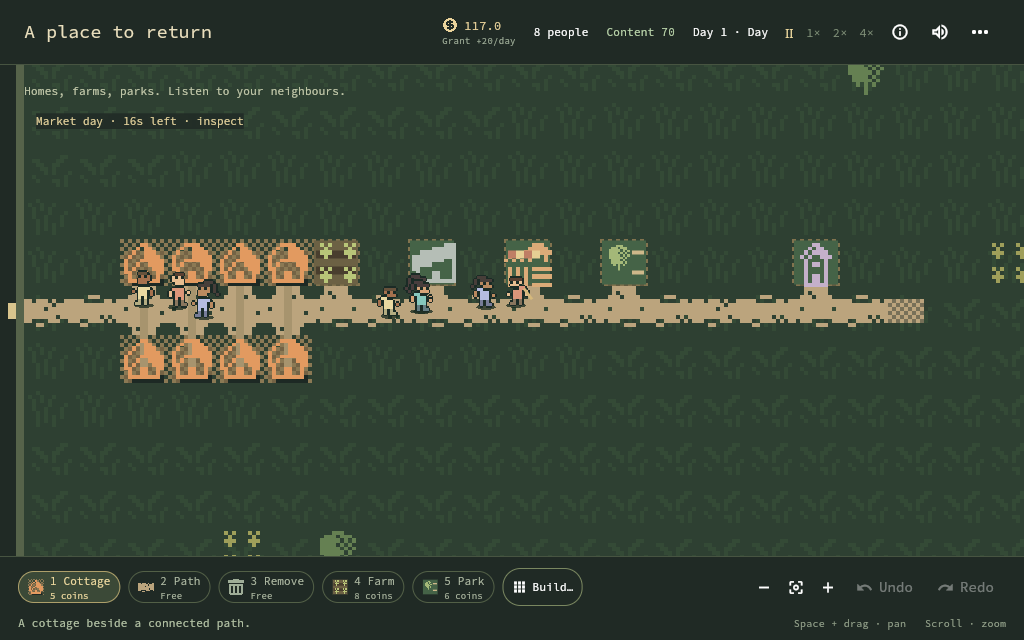 A place to return
117.0
Grant +20/day
8 people
Content 70
Day 1 · Day
1×
2×
4×
Homes, farms, parks. Listen to your neighbours.
Market day · 16s left · inspect
1 Cottage
5 coins
2 Path
Free
3 Remove
Free
4 Farm
8 coins
5 Park
6 coins
Build…
Undo
Redo
A cottage beside a connected path.
Space + drag · pan
Scroll · zoom